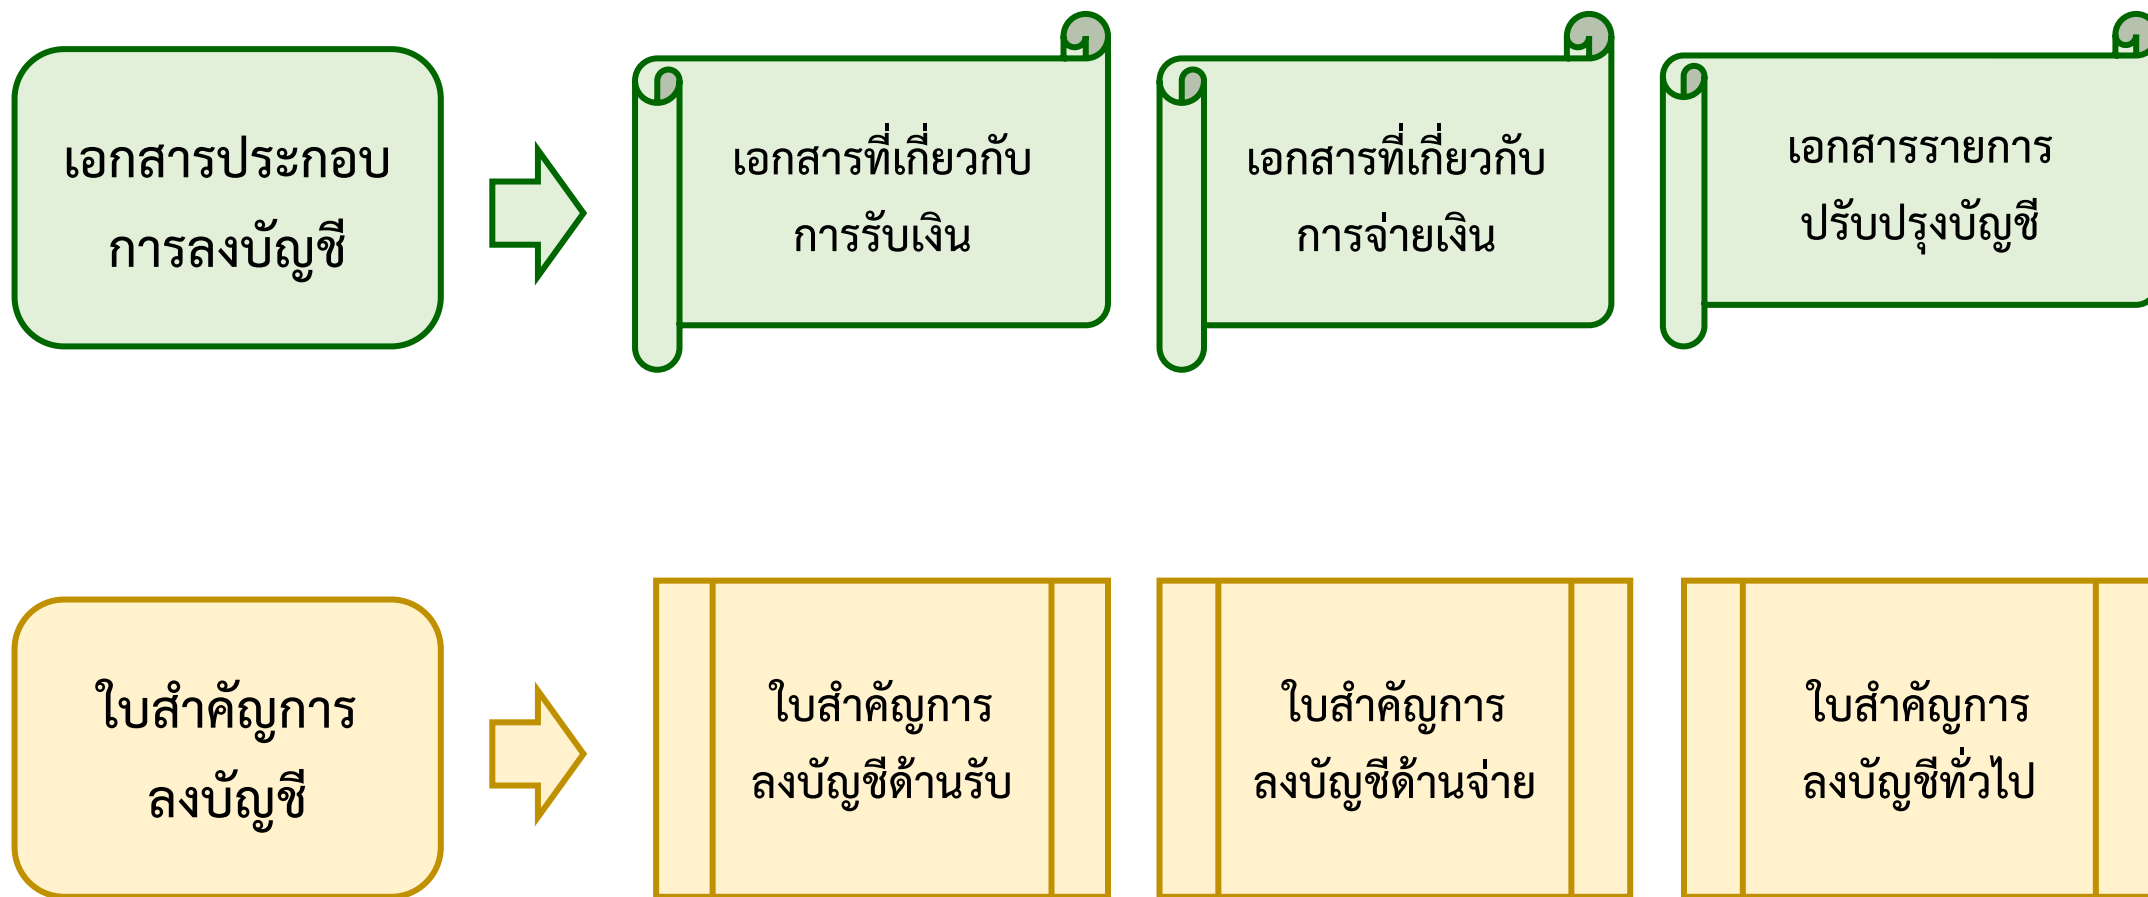 เอกสารประกอบ
การลงบัญชี
เอกสารที่เกี่ยวกับ
การรับเงิน
เอกสารที่เกี่ยวกับ
การจ่ายเงิน
เอกสารรายการ
ปรับปรุงบัญชี
ใบสำคัญการ
ลงบัญชี
ใบสำคัญการ
ลงบัญชีด้านรับ
ใบสำคัญการ
ลงบัญชีด้านจ่าย
ใบสำคัญการ
ลงบัญชีทั่วไป